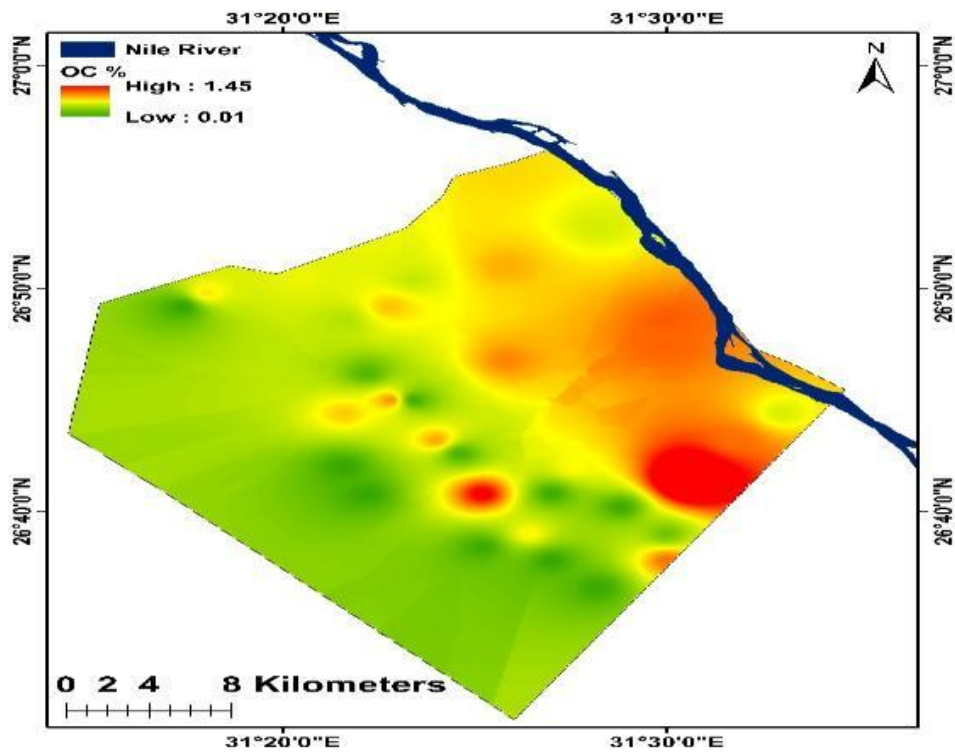 31°20'0"E 31°30'0"E
Nile River
OC %
High : 1.45
Low : 0.01
N
27°0'0"N 27°0'0"N
26°50'0"N 26°50'0"N
26°40'0"N 26°40'0"N
0 2 4 8 Kilometers
31°20'0"E 31°30'0"E